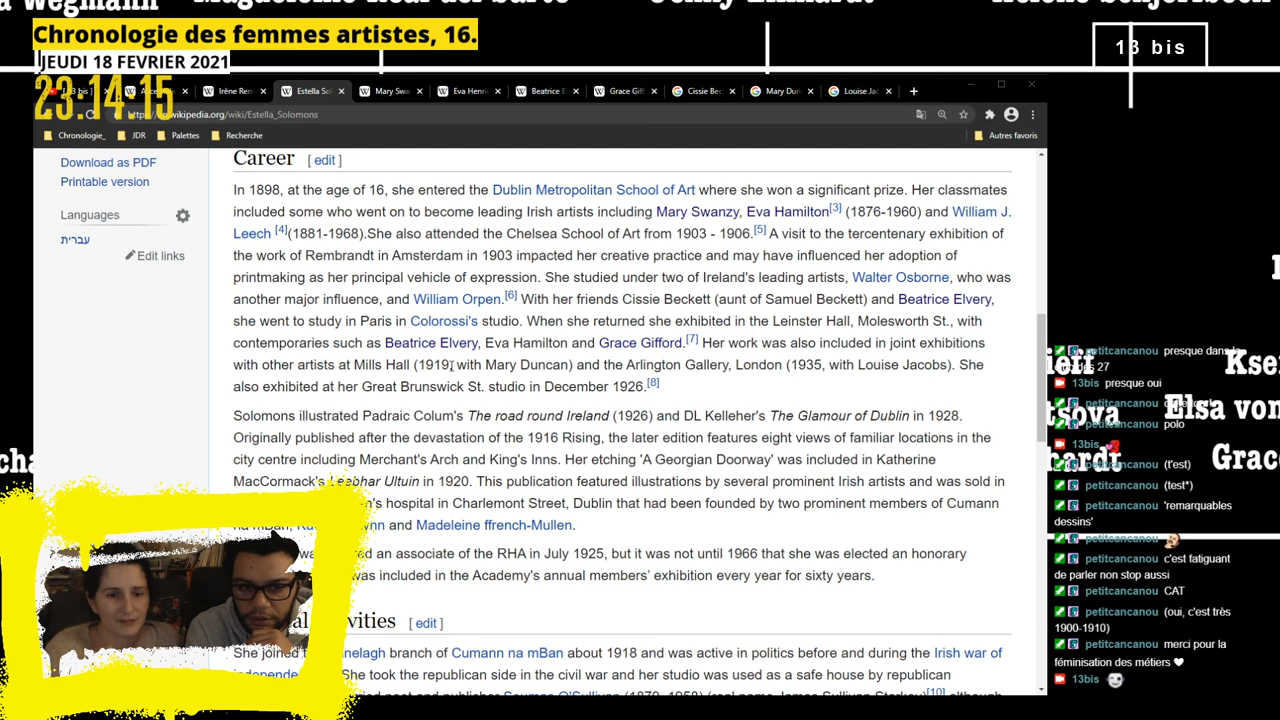 Chronologie des femmes artistes, 16.
JEUDI 18 FEVRIER 2021
23:14:15
13 bis
Irène Ren
Estella So
Mary Swa
Eva Henri
Beatrice E
Grace Giff
Cissie Bec
Mary Dun
Louise Jac
wikipedia.org/wiki/Estella_Solomons
Chronologie_
JDR
Palettes
Recherche
Autres favoris
Download as PDF
Printable version
Languages
עברית
Edit links
Career [ edit ]
In 1898, at the age of 16, she entered the Dublin Metropolitan School of Art where she won a significant prize. Her classmates
included some who went on to become leading Irish artists including Mary Swanzy, Eva Hamilton[3] (1876-1960) and William J.
Leech [4](1881-1968).She also attended the Chelsea School of Art from 1903 - 1906.[5] A visit to the tercentenary exhibition of
the work of Rembrandt in Amsterdam in 1903 impacted her creative practice and may have influenced her adoption of
printmaking as her principal vehicle of expression. She studied under two of Ireland's leading artists, Walter Osborne, who was
another major influence, and William Orpen.[6] With her friends Cissie Beckett (aunt of Samuel Beckett) and Beatrice Elvery,
she went to study in Paris in Colorossi's studio. When she returned she exhibited in the Leinster Hall, Molesworth St., with
contemporaries such as Beatrice Elvery, Eva Hamilton and Grace Gifford.[7] Her work was also included in joint exhibitions
with other artists at Mills Hall (1919, with Mary Duncan) and the Arlington Gallery, London (1935, with Louise Jacobs). She
also exhibited at her Great Brunswick St. studio in December 1926.[8]
Solomons illustrated Padraic Colum's The road round Ireland (1926) and DL Kelleher's The Glamour of Dublin in 1928.
Originally published after the devastation of the 1916 Rising, the later edition features eight views of familiar locations in the
city centre including Merchant's Arch and King's Inns. Her etching 'A Georgian Doorway' was included in Katherine
MacCormack's Leabhar Ultuin in 1920. This publication featured illustrations by several prominent Irish artists and was sold in
hospital in Charlemont Street, Dublin that had been founded by two prominent members of Cumann
and Madeleine ffrench-Mullen.
an associate of the RHA in July 1925, but it was not until 1966 that she was elected an honorary
was included in the Academy's annual members' exhibition every year for sixty years.
[ edit ]
She joined branch of Cumann na mBan about 1918 and was active in politics before and during the Irish war of
She took the republican side in the civil war and her studio was used as a safe house by republican
petitcancanou presque dans
des 27
13bis presque oui
petitcancanou
petitcancanou polo
13bis
petitcancanou (t'est)
petitcancanou (test*)
petitcancanou 'remarquables
dessins'
petitcancanou
petitcancanou c'est fatiguant
de parler non stop aussi
petitcancanou CAT
petitcancanou (oui, c'est très
1900-1910)
petitcancanou merci pour la
féminisation des métiers
13bis
Elsa von